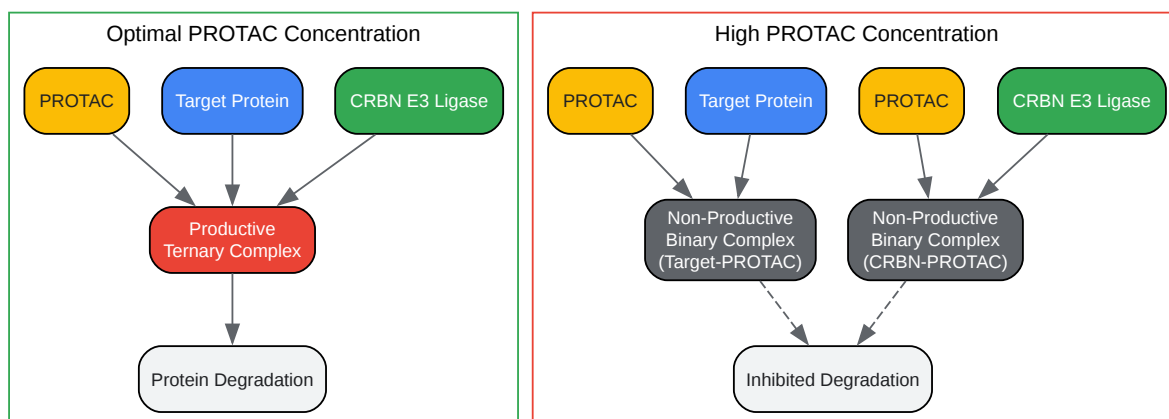 Optimal PROTAC Concentration
PROTAC
Target Protein
CRBN E3 Ligase
Productive
Ternary Complex
Protein Degradation
High PROTAC Concentration
PROTAC
Target Protein
PROTAC
CRBN E3 Ligase
Non-Productive
Binary Complex
(Target-PROTAC)
Non-Productive
Binary Complex
(CRBN-PROTAC)
Inhibited Degradation